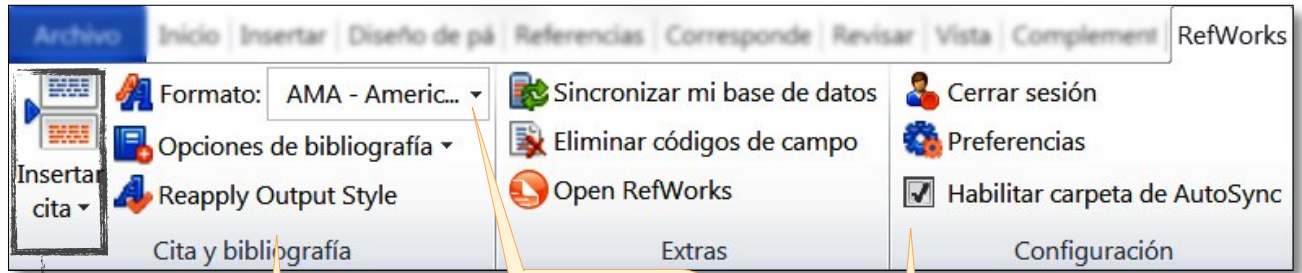 Archivo Inicio Insertar Diseño de pá Referencias Corresponde Revisar Vista Complement RefWorks
Insertar cita
Formato: AMA - Americ...
Opciones de bibliografía
Reapply Output Style
Cita y bibliografía
Sincronizar mi base de datos
Eliminar códigos de campo
Open RefWorks
Extras
Cerrar sesión
Preferencias
Habilitar carpeta de AutoSync
Configuración